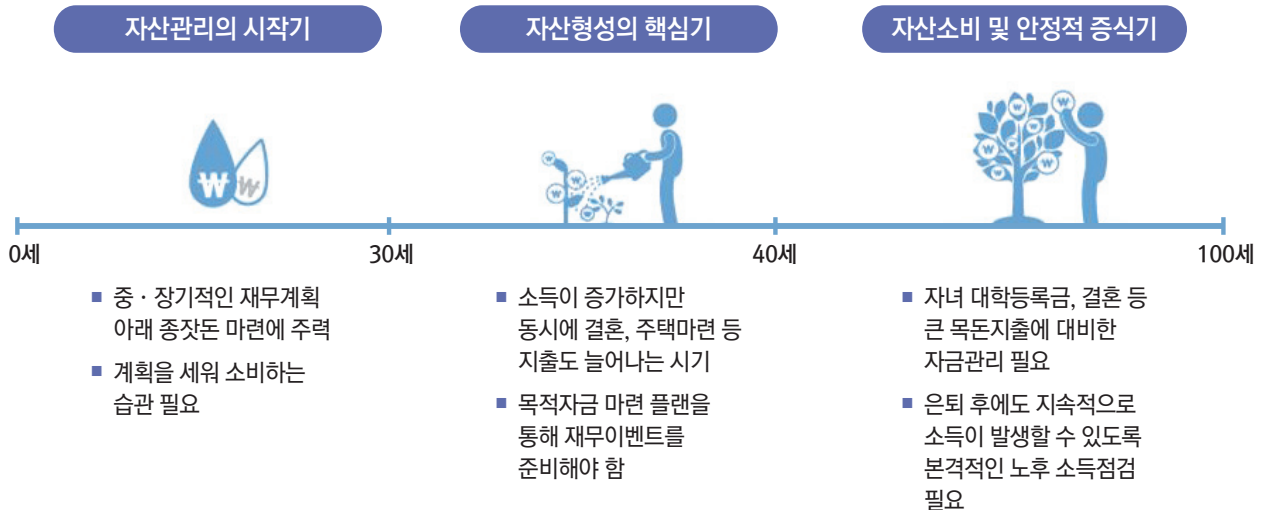 자산관리의 시작기
자산형성의 핵심기
자산소비 및 안정적 증식기
₩
₩
₩
₩
₩
₩
₩
₩
₩
₩
₩
0세
30세
40세
100세
■ 중 · 장기적인 재무계획
아래 종잣돈 마련에 주력
■ 계획을 세워 소비하는
습관 필요
■ 소득이 증가하지만
동시에 결혼, 주택마련 등
지출도 늘어나는 시기
■ 목적자금 마련 플랜을
통해 재무이벤트를
준비해야 함
■ 자녀 대학등록금, 결혼 등
큰 목돈지출에 대비한
자금관리 필요
■ 은퇴 후에도 지속적으로
소득이 발생할 수 있도록
본격적인 노후 소득점검
필요